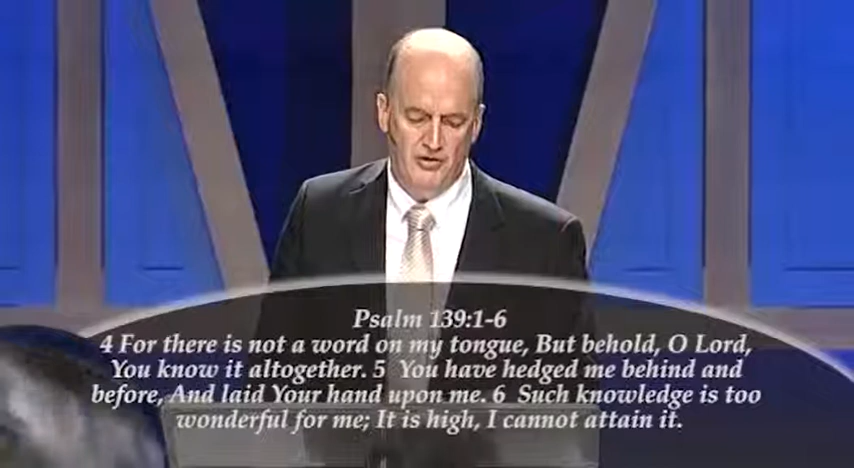 Psalm 139:1-6
4 For there is not a word on my tongue, But behold, O Lord,
You know it altogether. 5 You have hedged me behind and
before, And laid Your hand upon me. 6 Such knowledge is too
wonderful for me; It is high, I cannot attain it.